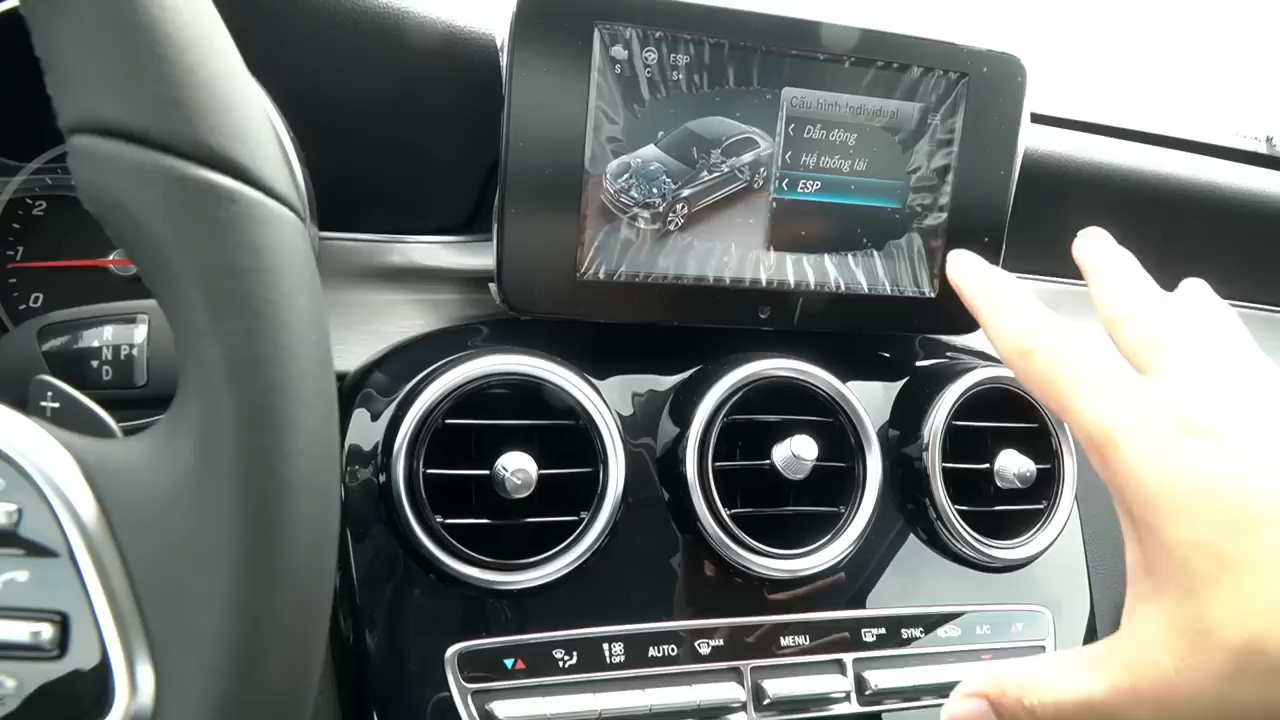 ESP
S C S+
Cấu hình Individual
Dẫn động
Hệ thống lái
ESP
2
1
0
R
N P
D
+
AUTO
MAX
MENU
REAR
SYNC
A/C
OFF